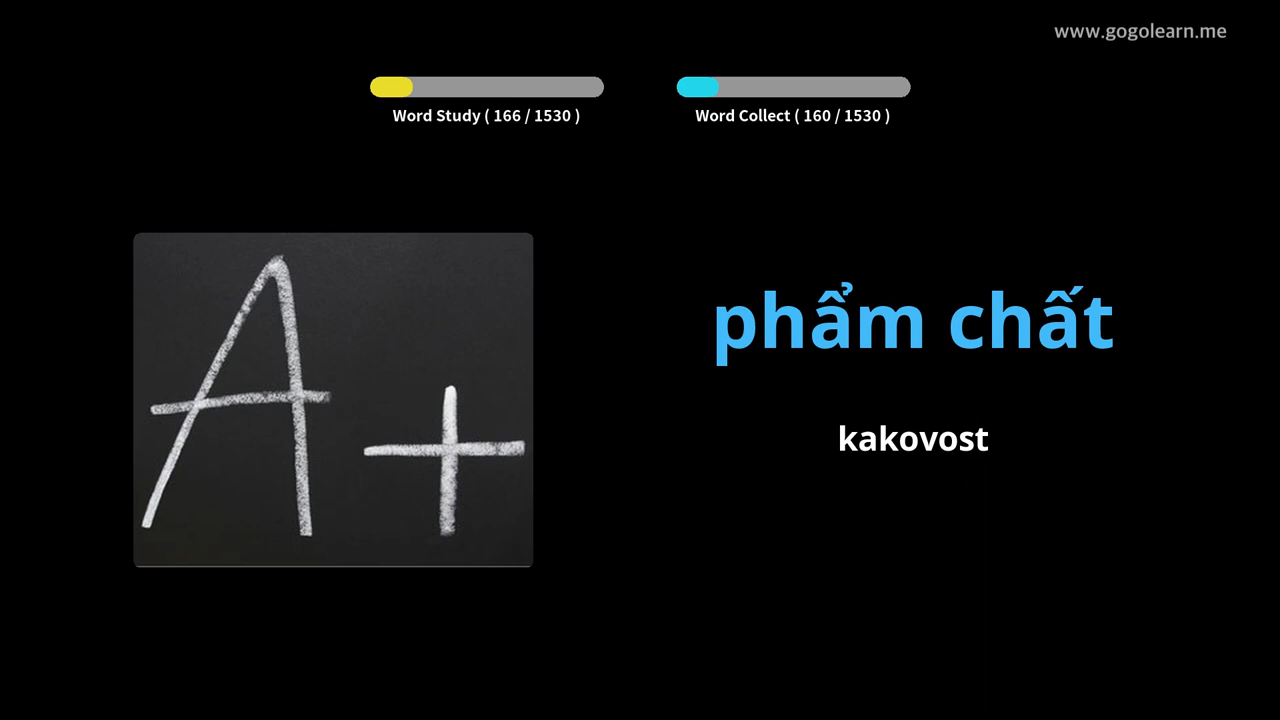 www.gogolearn.me
Word Study ( 166 / 1530 )
Word Collect ( 160 / 1530 )
A+
phẩm chất
kakovost